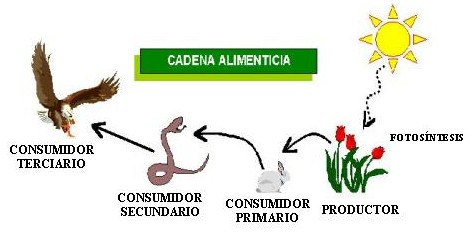 CADENA ALIMENTICIA
FOTOSÍNTESIS
CONSUMIDOR
TERCIARIO
CONSUMIDOR
SECUNDARIO
CONSUMIDOR
PRIMARIO
PRODUCTOR